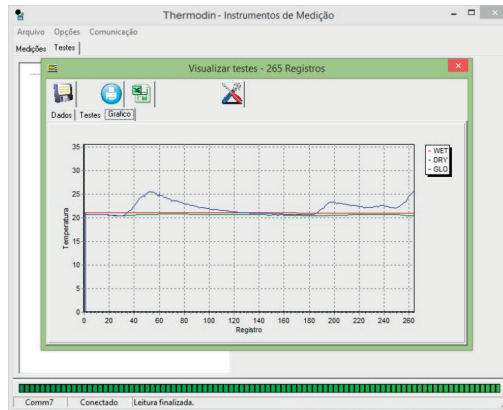 Thermodin - Instrumentos de Medição
Arquivo Opções Comunicação
Medições Testes
Visualizar testes - 265 Registros
Dados Testes Grafico
35
30
25
20
15
10
5
0
Temperatura
0 20 40 60 80 100 120 140 160 180 200 220 240 260
Registro
WET
DRY
GLO
Comm7 Conectado Leitura finalizada.